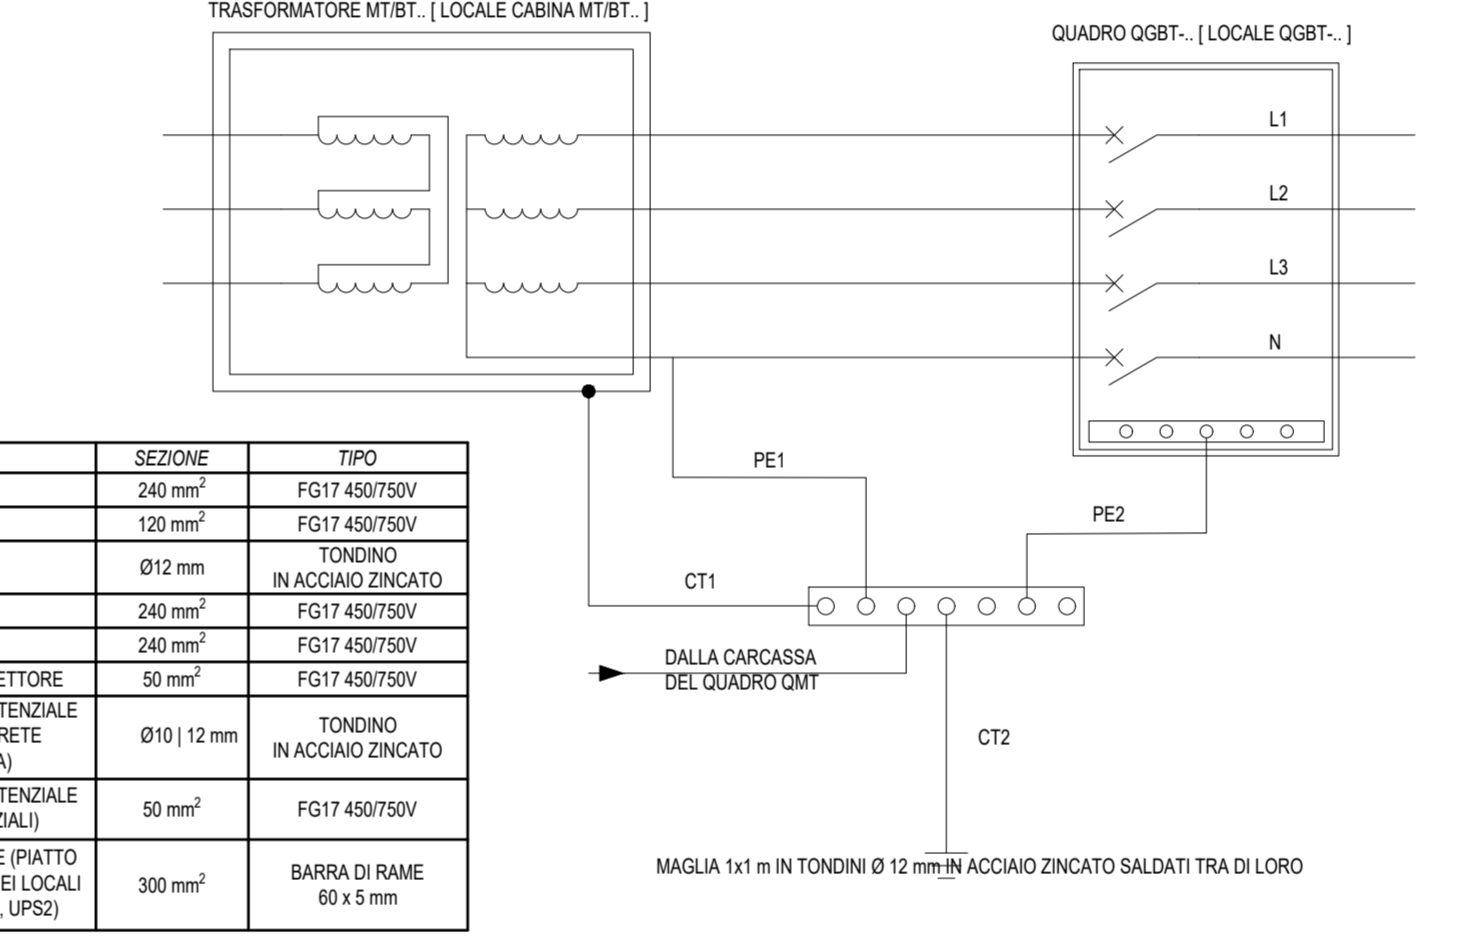 TRASFORMATORE MT/BT.. [ LOCALE CABINA MT/BT.. ]
QUADRO QGBT-.. [ LOCALE QGBT-.. ]
L1
L2
L3
N
PE1
PE2
CT1
DALLA CARCASSA
DEL QUADRO QMT
CT2
MAGLIA 1x1 m IN TONDINI Ø 12 mm IN ACCIAIO ZINCATO SALDATI TRA DI LORO
SEZIONE TIPO
240 mm² FG17 450/750V
120 mm² FG17 450/750V
Ø12 mm TONDINO
IN ACCIAIO ZINCATO
240 mm² FG17 450/750V
240 mm² FG17 450/750V
ETTORE 50 mm² FG17 450/750V
TENZIALE
RETE
A)
Ø10 | 12 mm
TONDINO
IN ACCIAIO ZINCATO
TENZIALE
ZIALI)
50 mm² FG17 450/750V
E (PIATTO
EI LOCALI
, UPS2)
300 mm²
BARRA DI RAME
60 x 5 mm